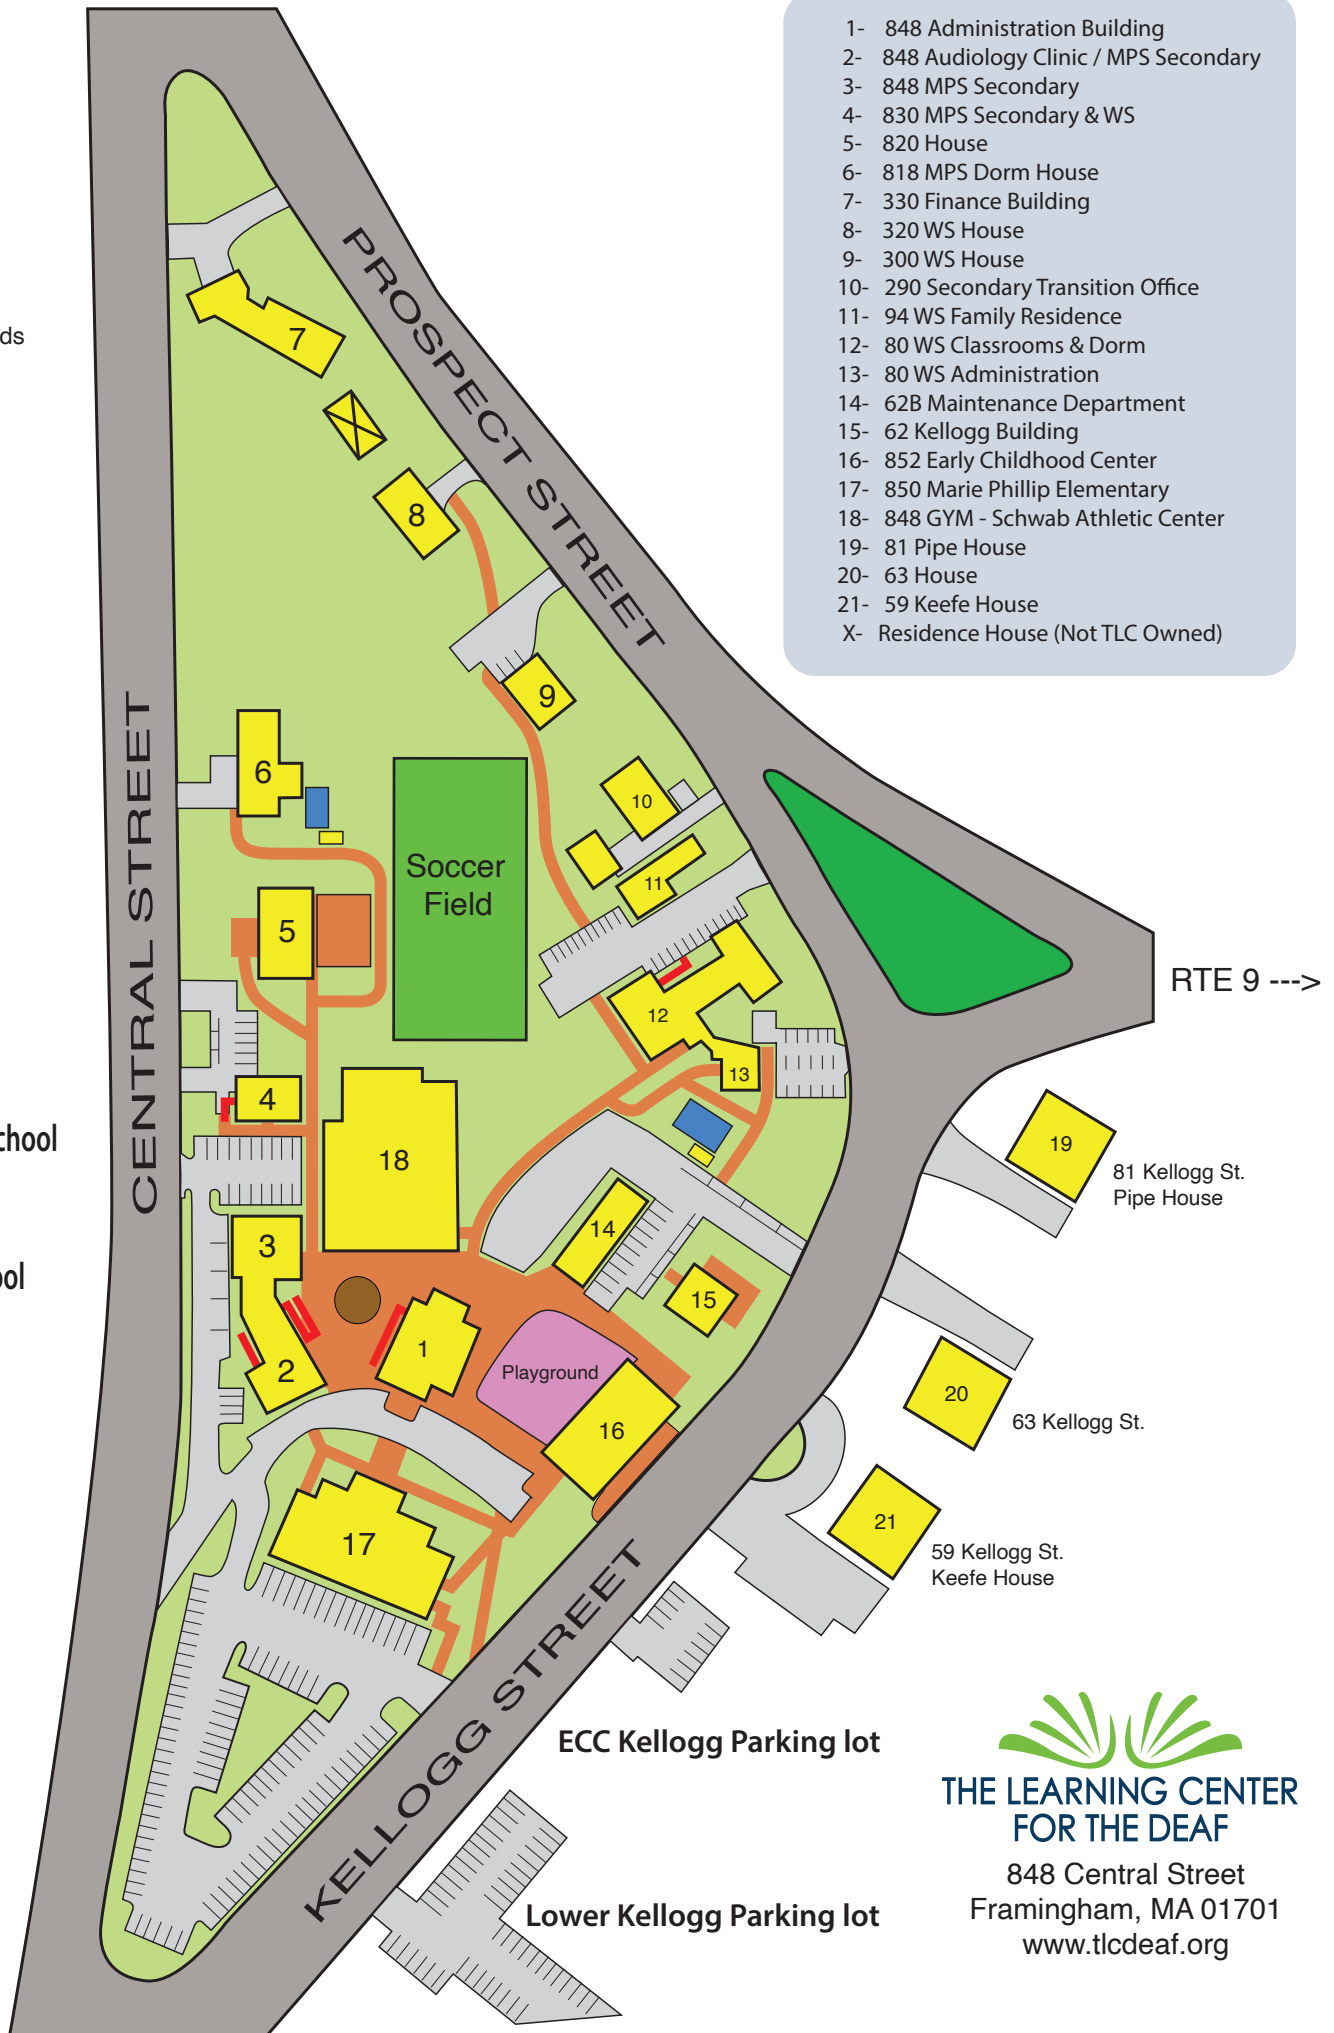 1- 848 Administration Building
2- 848 Audiology Clinic / MPS Secondary
3- 848 MPS Secondary
4- 830 MPS Secondary & WS
5- 820 House
6- 818 MPS Dorm House
7- 330 Finance Building
8- 320 WS House
9- 300 WS House
10- 290 Secondary Transition Office
11- 94 WS Family Residence
12- 80 WS Classrooms & Dorm
13- 80 WS Administration
14- 62B Maintenance Department
15- 62 Kellogg Building
16- 852 Early Childhood Center
17- 850 Marie Phillip Elementary
18- 848 GYM - Schwab Athletic Center
19- 81 Pipe House
20- 63 House
21- 59 Keefe House
X- Residence House (Not TLC Owned)
PROSPECT STREET
ds
7
8
9
CENTRAL STREET
6
10
Soccer
Field
11
5
RTE 9 --->
12
13
4
chool
18
19
81 Kellogg St.
Pipe House
14
3
ool
15
1
2
Playground
20
63 Kellogg St.
16
17
21
59 Kellogg St.
Keefe House
KELLOGG STREET
ECC Kellogg Parking lot
Lower Kellogg Parking lot
THE LEARNING CENTER
FOR THE DEAF
848 Central Street
Framingham, MA 01701
www.tlcdeaf.org